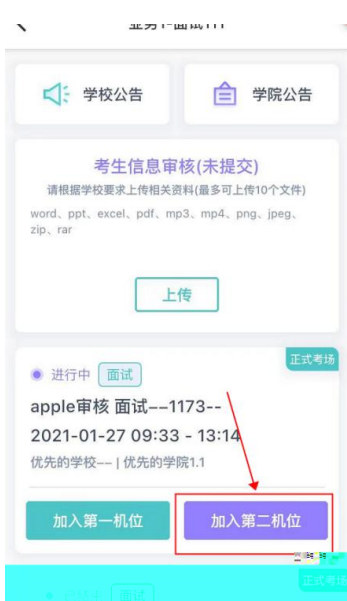 学校公告
学院公告
考生信息审核(未提交)
请根据学校要求上传相关资料(最多可上传10个文件)
word、ppt、excel、pdf、mp3、mp4、png、jpeg、
zip、rar
上传
正式考场
进行中 面试
apple审核 面试––1173--
2021-01-27 09:33 - 13:14
优先的学校–– | 优先的学院1.1
加入第一机位
加入第二机位
正式考场
面试